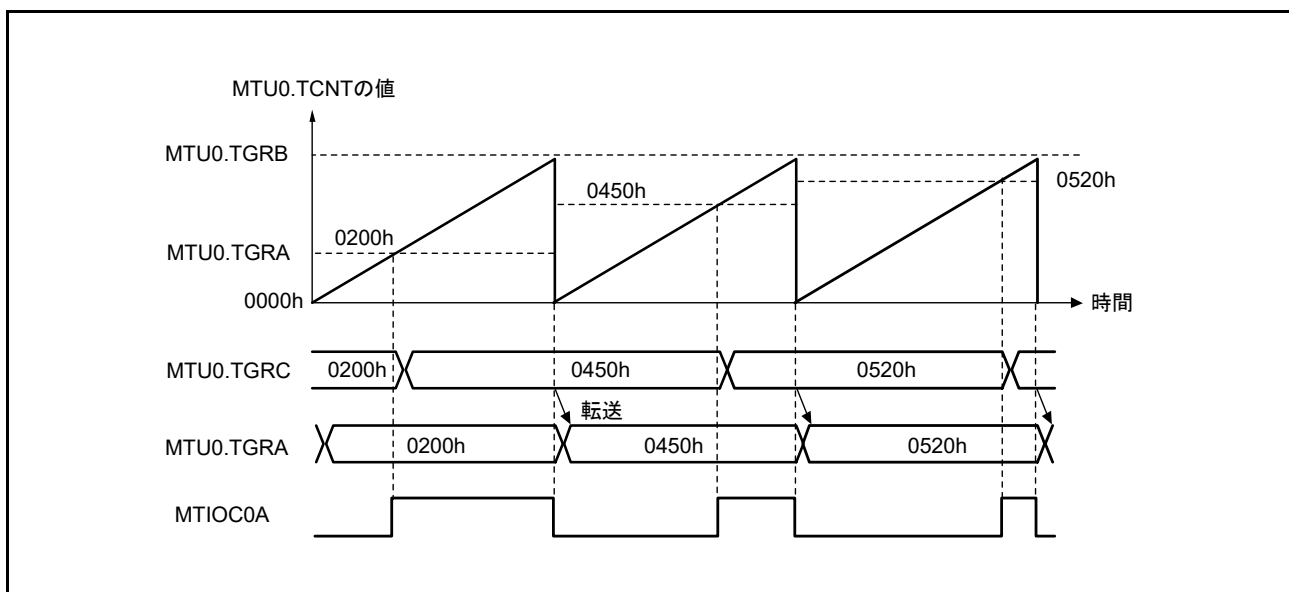 MTU0.TCNTの値
MTU0.TGRB
0520h
0450h
0200h
MTU0.TGRA
0000h
時間
MTU0.TGRC 0200h 0450h 0520h
転送
MTU0.TGRA 0200h 0450h 0520h
MTIOC0A